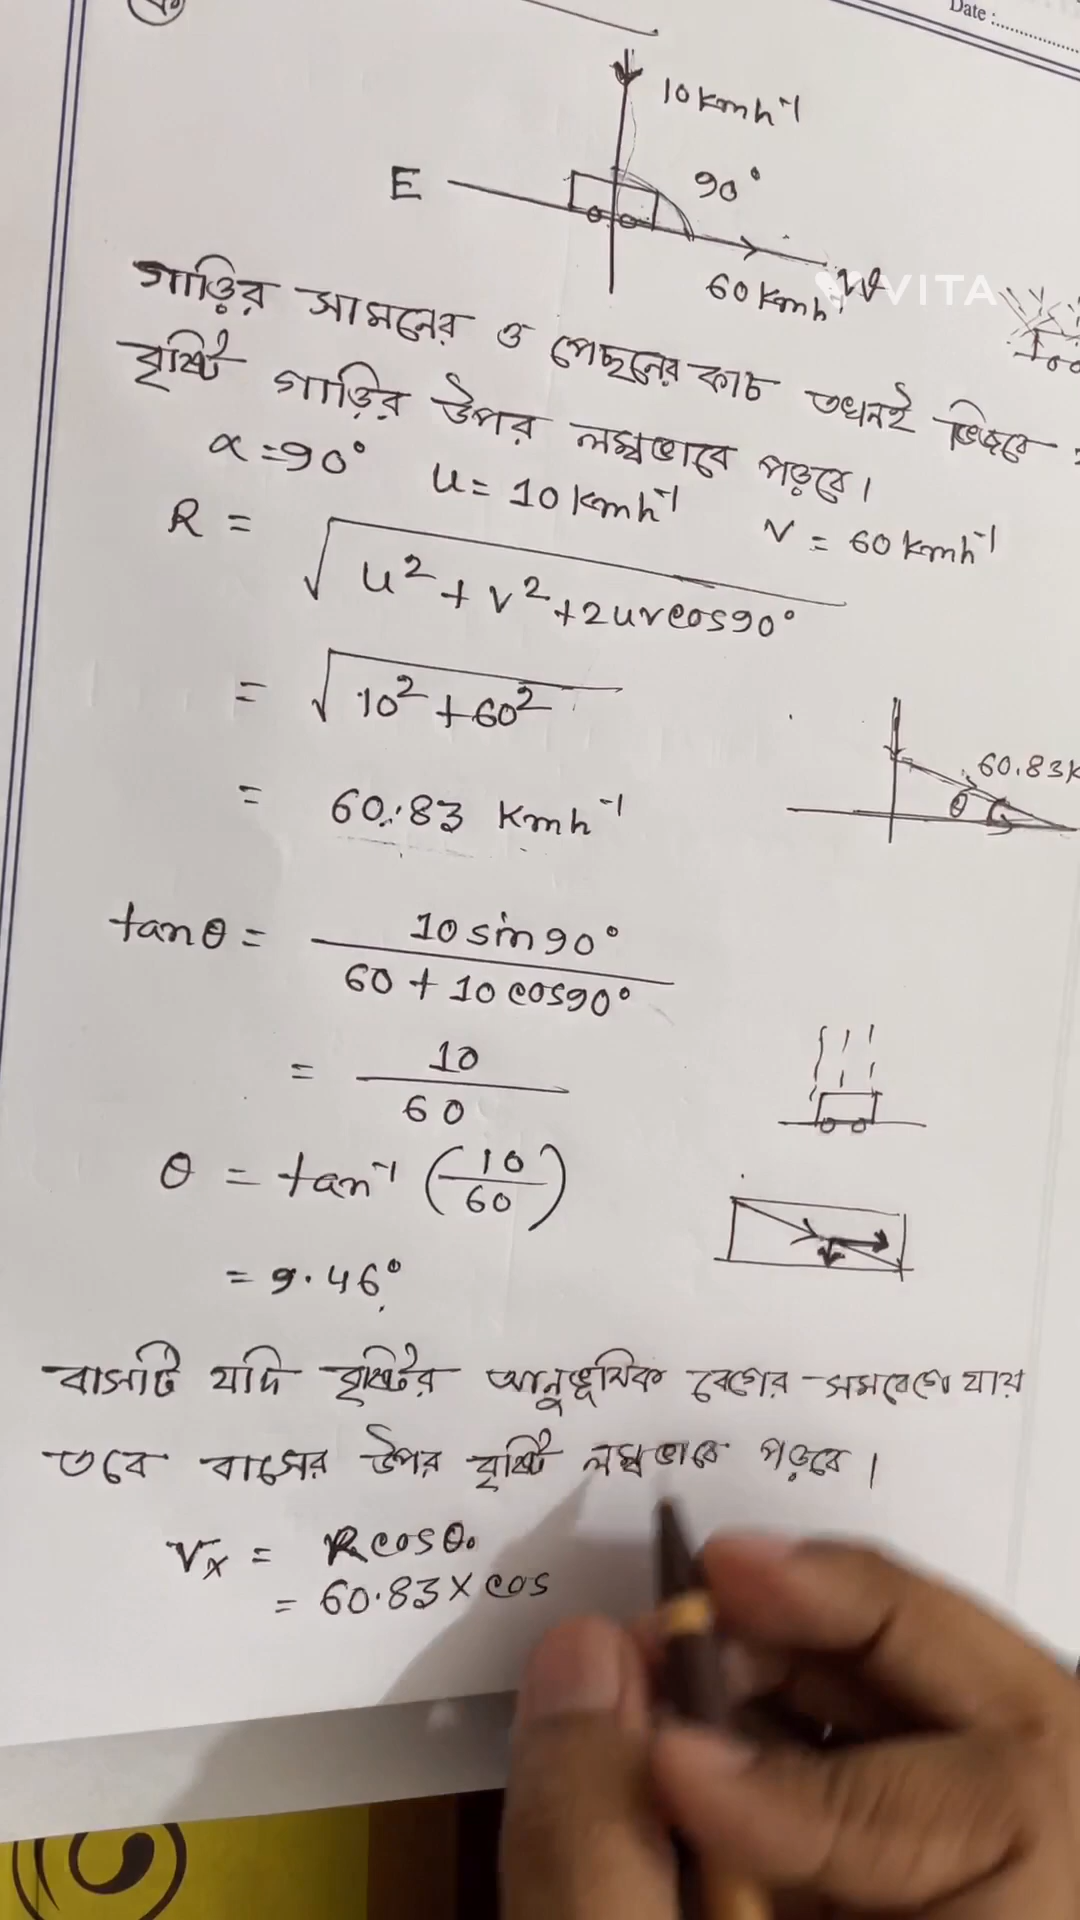 Date :
10 kmh⁻¹
E
90°
W
60 kmh⁻¹
VITA
গাড়ির সামনের ও পেছনের কাচ তখনই ভিজবে
বৃষ্টি গাড়ির উপর লম্বভাবে পড়বে।
α = 90° u = 10 kmh⁻¹ v = 60 kmh⁻¹
R = √(u² + v² + 2uv cos90°)
= √(10² + 60²)
= 60.83 kmh⁻¹
60.83k
θ
tanθ = 10 sin90° / (60 + 10 cos90°)
= 10/60
θ = tan⁻¹ (10/60)
= 9.46°
বাসটি যদি বৃষ্টির আনুভূমিক বেগের সমবেগে যায়
তবে বাসের উপর বৃষ্টি লম্বভাবে পড়বে।
Vx = R cosθ.
= 60.83 × cos